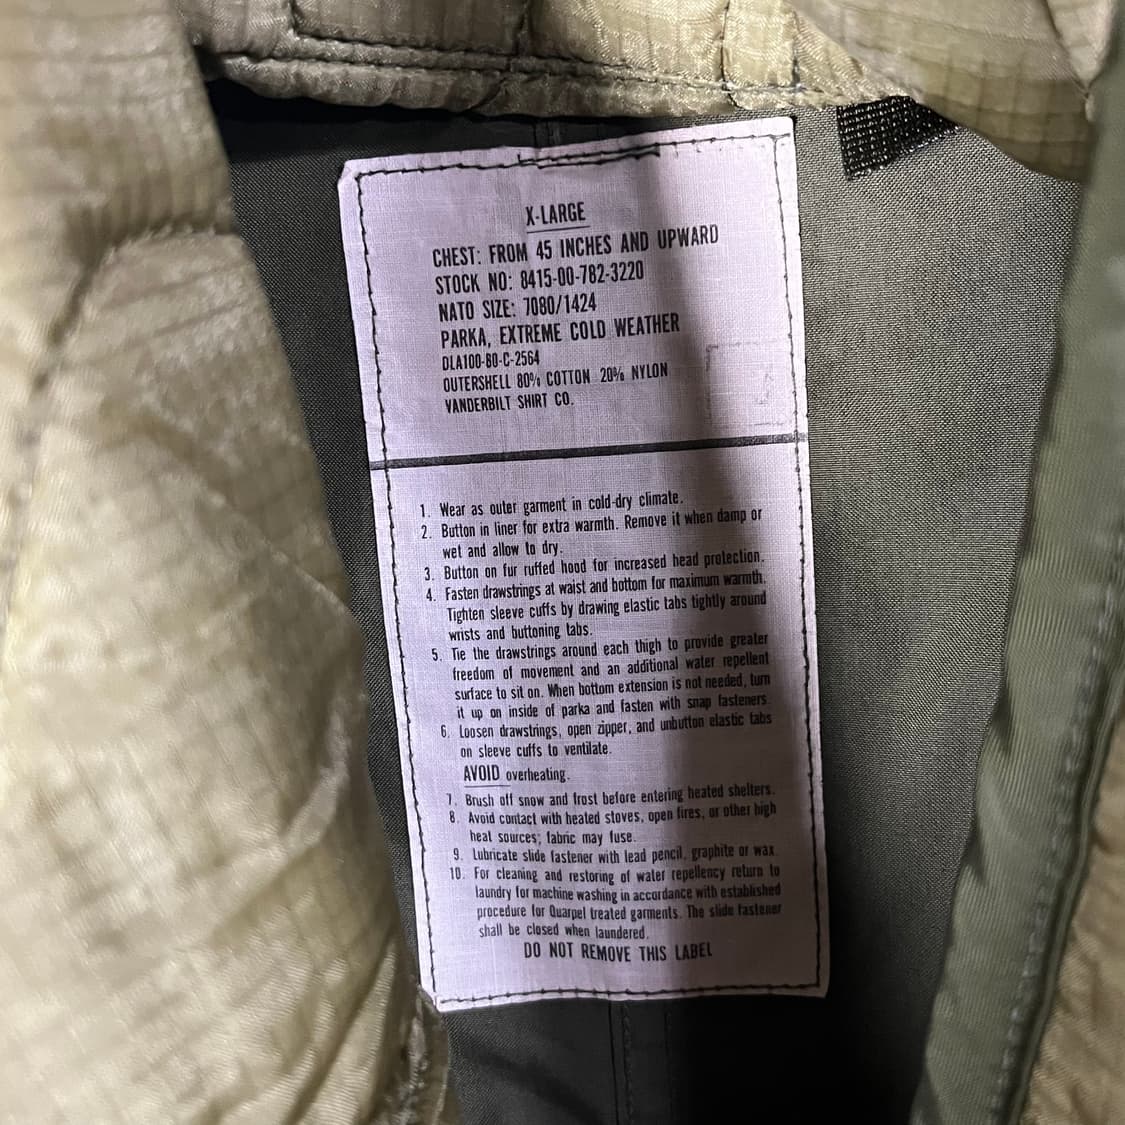 X-LARGE
CHEST: FROM 45 INCHES AND UPWARD
STOCK NO: 8415-00-782-3220
NATO SIZE: 7080/1424
PARKA, EXTREME COLD WEATHER
DLA100-80-C-2564
OUTERSHELL 80% COTTON 20% NYLON
VANDERBILT SHIRT CO.
1. Wear as outer garment in cold-dry climate.
2. Button in liner for extra warmth. Remove it when damp or
wet and allow to dry.
3. Button on fur ruffed hood for increased head protection.
4. Fasten drawstrings at waist and bottom for maximum warmth.
Tighten sleeve cuffs by drawing elastic tabs tightly around
wrists and buttoning tabs.
5. Tie the drawstrings around each thigh to provide greater
freedom of movement and an additional water repellent
surface to sit on. When bottom extension is not needed, turn
it up on inside of parka and fasten with snap fasteners.
6. Loosen drawstrings, open zipper, and unbutton elastic tabs
on sleeve cuffs to ventilate.
AVOID overheating.
7. Brush off snow and frost before entering heated shelters.
8. Avoid contact with heated stoves, open fires, or other high
heat sources; fabric may fuse.
9. Lubricate slide fastener with lead pencil, graphite or wax.
10. For cleaning and restoring of water repellency return to
laundry for machine washing in accordance with established
procedure for Quarpel treated garments. The slide fastener
shall be closed when laundered.
DO NOT REMOVE THIS LABEL